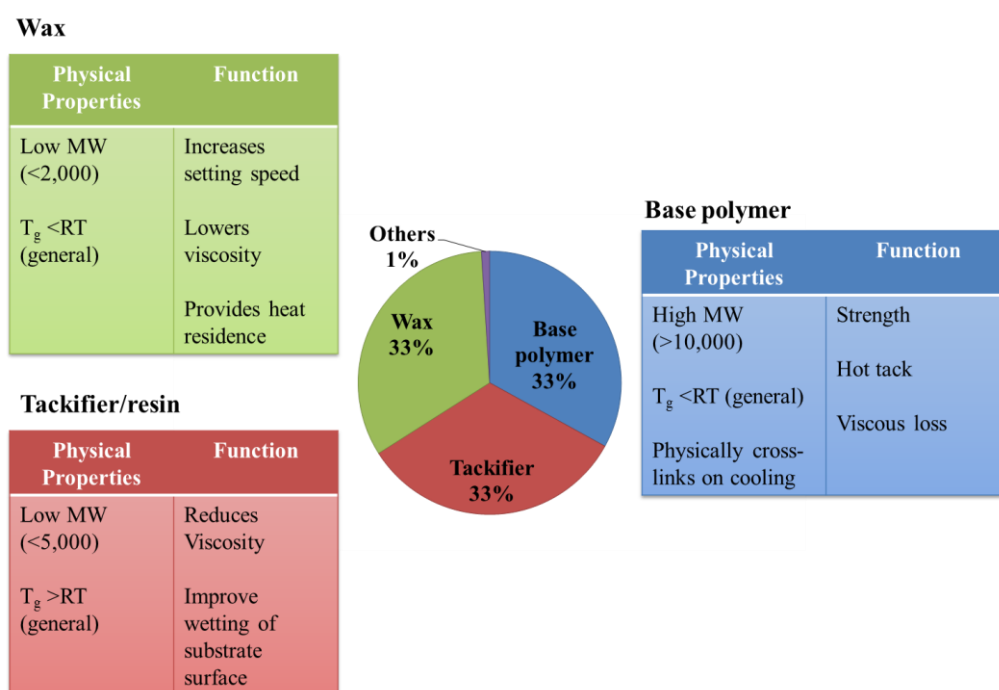 Wax
Physical Properties
Function
Low MW
(<2,000)
Tg <RT
(general)
Increases
setting speed
Lowers
viscosity
Provides heat
residence
Tackifier/resin
Physical
Properties
Function
Low MW
(<5,000)
Tg >RT
(general)
Reduces
Viscosity
Improve
wetting of
substrate
surface
Others
1%
Wax
33%
Base
polymer
33%
Tackifier
33%
Base polymer
Physical
Properties
Function
High MW
(>10,000)
Tg <RT (general)
Physically cross-
links on cooling
Strength
Hot tack
Viscous loss